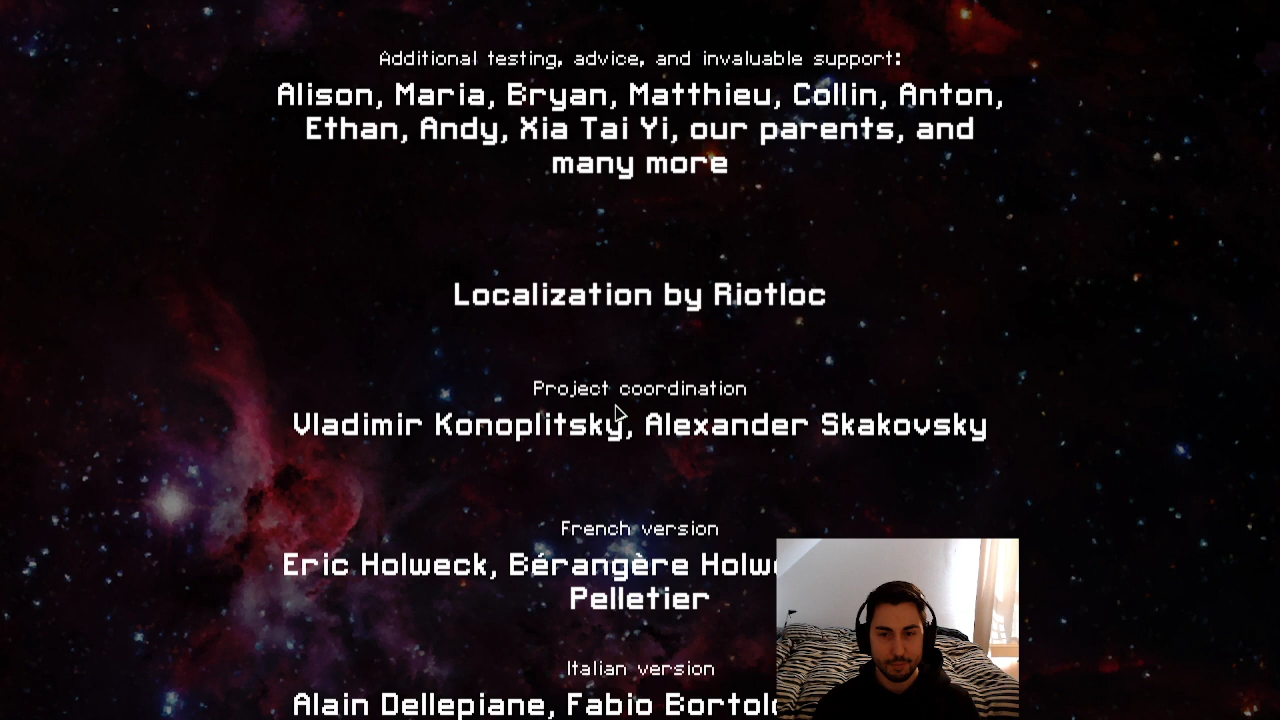 Additional testing, advice, and invaluable support:
Alison, Maria, Bryan, Matthieu, Collin, Anton,
Ethan, Andy, Xia Tai Yi, our parents, and
many more
Localization by Riotloc
Project coordination
Vladimir Konoplitsky, Alexander Skakovsky
French version
Eric Holweck, Bérangère
Pelletier
Italian version
Alain Dellepiane, Fabio